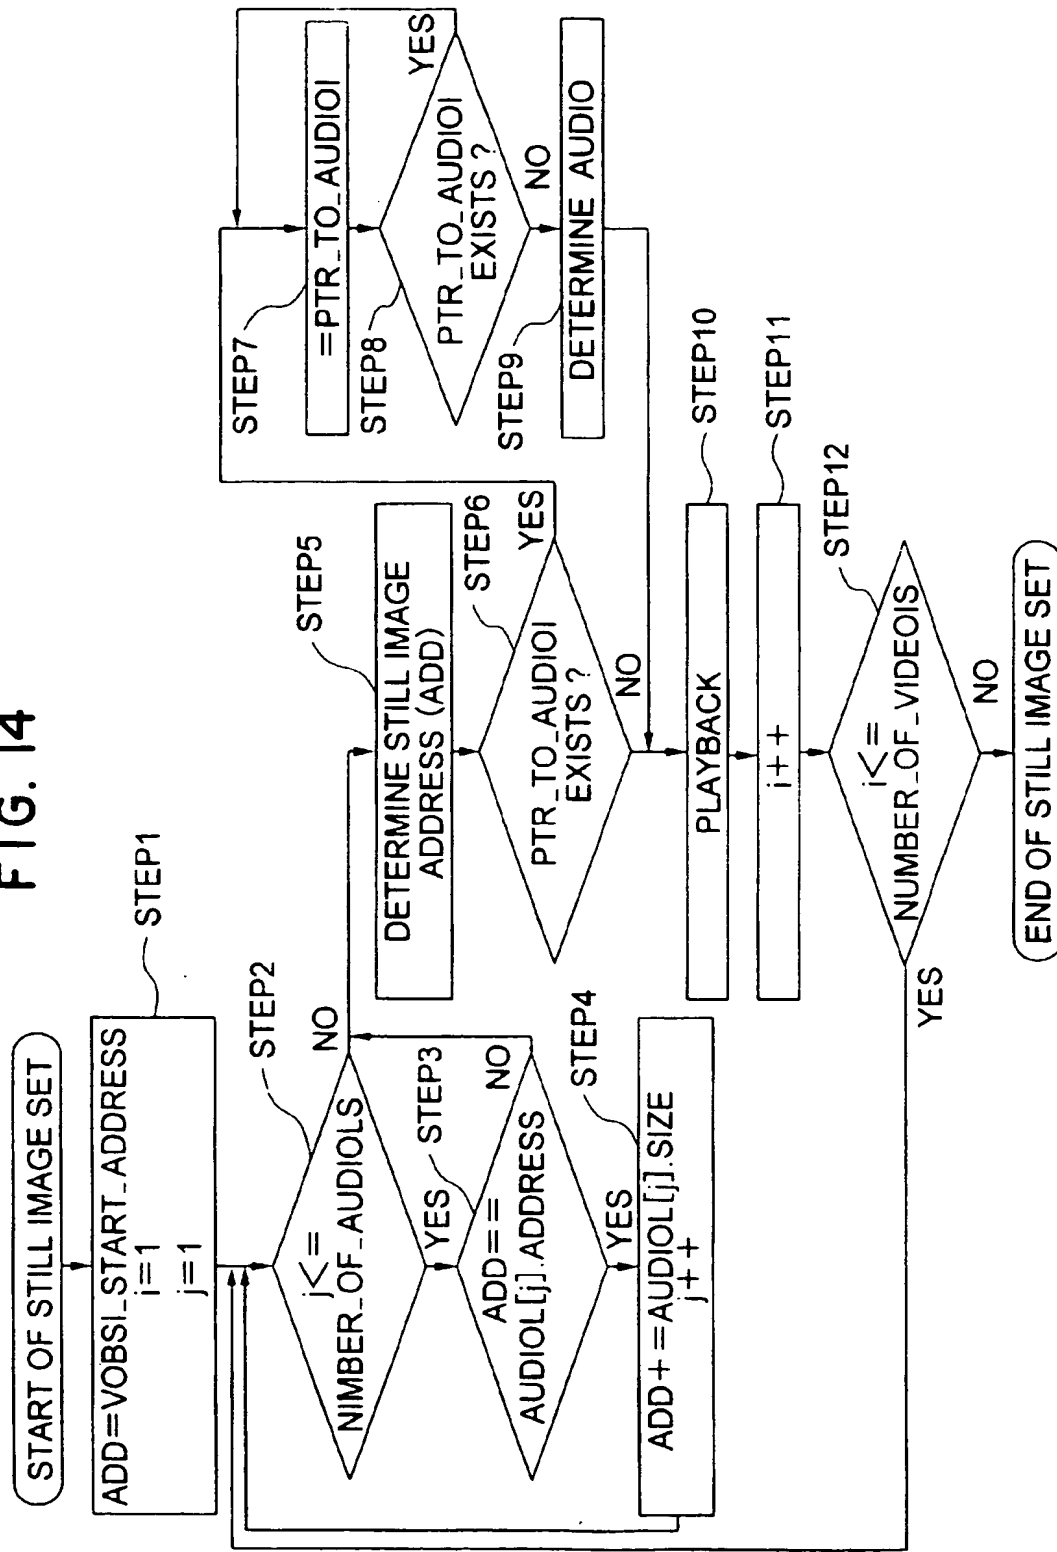 FIG. 14
START OF STILL IMAGE SET
ADD=VOBSI_START_ADDRESS
i=1
j=1
STEP1
j<=
NIMBER_OF_AUDIOLS
STEP2
NO
YES
ADD==
AUDIOL[j].ADDRESS
STEP3
NO
YES
ADD+=AUDIOL[j].SIZE
j++
STEP4
DETERMINE STILL IMAGE
ADDRESS (ADD)
STEP5
PTR_TO_AUDIOI
EXISTS ?
STEP6
YES
NO
STEP7
=PTR_TO_AUDIOI
STEP8
PTR_TO_AUDIOI
EXISTS ?
YES
NO
STEP9
DETERMINE AUDIO
PLAYBACK
STEP10
i++
STEP11
i<=
NUMBER_OF_VIDEOIS
STEP12
YES
NO
END OF STILL IMAGE SET